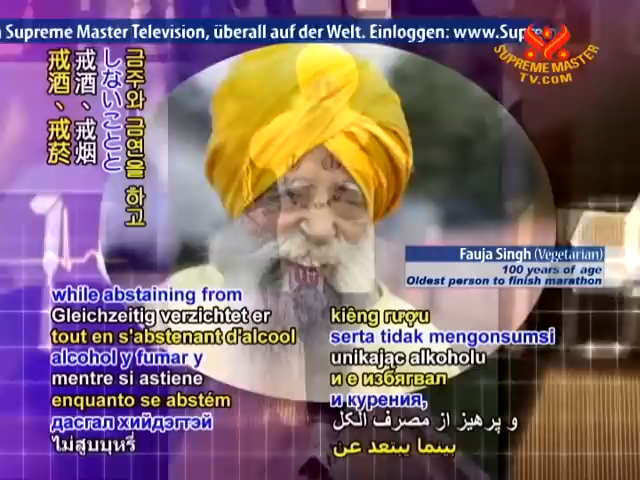 Supreme Master Television, überall auf der Welt. Einloggen: www.Supre
SUPREME MASTER
TV.COM
금주와 금연을 하고
しないことと
戒酒、戒烟
戒酒、戒菸
Fauja Singh (Vegetarian)
100 years of age
Oldest person to finish marathon
while abstaining from
Gleichzeitig verzichtet er
tout en s'abstenant d'alcool
alcohol y fumar y
mentre si astiene
enquanto se abstém
дасгал хийдэгтэй
ไม่สูบบุหรี่
kiêng rượu
serta tidak mengonsumsi
unikając alkoholu
и е избягвал
и курения,
و پرهیز از مصرف الکل
بينما يبتعد عن